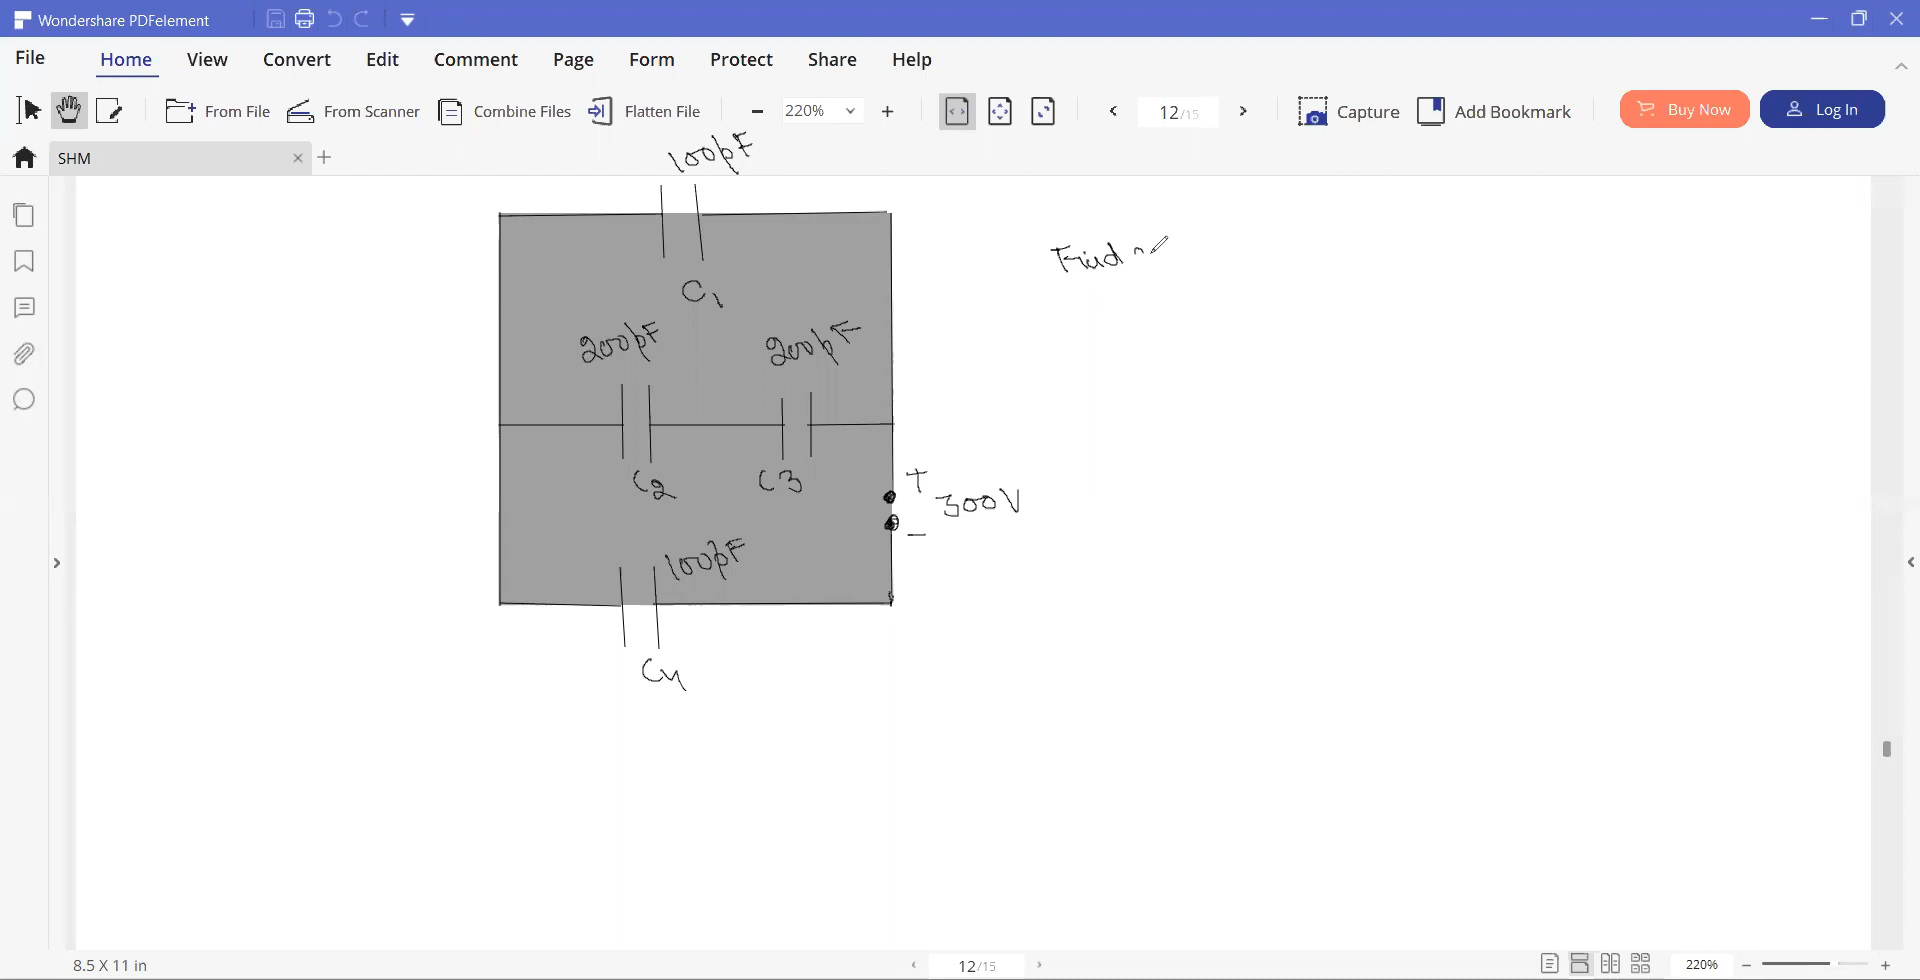 Wondershare PDFelement
File Home View Convert Edit Comment Page Form Protect Share Help
From File From Scanner Combine Files Flatten File 220% 12/15 Capture Add Bookmark Buy Now Log In
SHM
100pF
C1
200pF 200pF
C2 C3
+
300V
-
100pF
C4
Find
8.5 X 11 in 12/15 220%